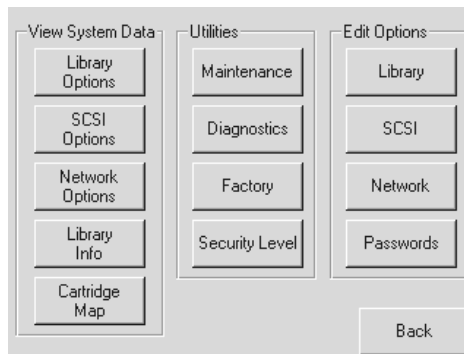 View System Data
Library
Options
SCSI
Options
Network
Options
Library
Info
Cartridge
Map
Utilities
Maintenance
Diagnostics
Factory
Security Level
Edit Options
Library
SCSI
Network
Passwords
Back